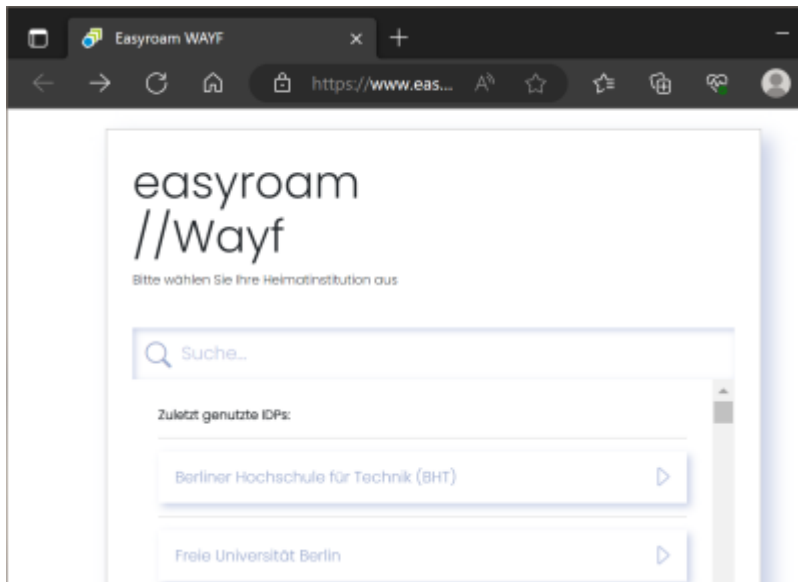 Easyroam WAYF
https://www.eas...
easyroam
//Wayf
Bitte wählen Sie Ihre Heimatinstitution aus
Suche...
Zuletzt genutzte IDPs:
Berliner Hochschule für Technik (BHT)
Freie Universität Berlin